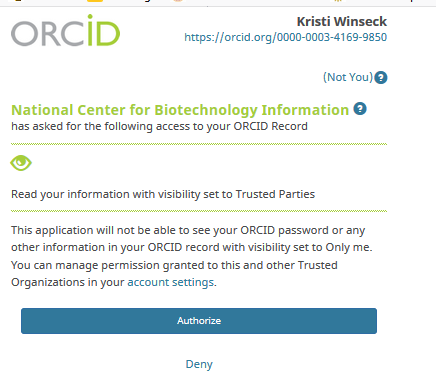 ORCID
Kristi Winseck
https://orcid.org/0000-0003-4169-9850
(Not You)?
National Center for Biotechnology Information ?
has asked for the following access to your ORCID Record
Read your information with visibility set to Trusted Parties
This application will not be able to see your ORCID password or any
other information in your ORCID record with visibility set to Only me.
You can manage permission granted to this and other Trusted
Organizations in your account settings.
Authorize
Deny